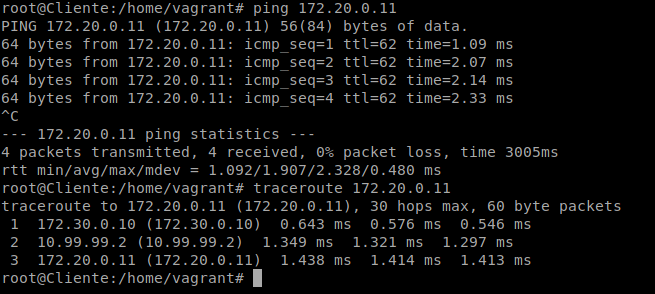 root@Cliente:/home/vagrant# ping 172.20.0.11
PING 172.20.0.11 (172.20.0.11) 56(84) bytes of data.
64 bytes from 172.20.0.11: icmp_seq=1 ttl=62 time=1.09 ms
64 bytes from 172.20.0.11: icmp_seq=2 ttl=62 time=2.07 ms
64 bytes from 172.20.0.11: icmp_seq=3 ttl=62 time=2.14 ms
64 bytes from 172.20.0.11: icmp_seq=4 ttl=62 time=2.33 ms
^C
--- 172.20.0.11 ping statistics ---
4 packets transmitted, 4 received, 0% packet loss, time 3005ms
rtt min/avg/max/mdev = 1.092/1.907/2.328/0.480 ms
root@Cliente:/home/vagrant# traceroute 172.20.0.11
traceroute to 172.20.0.11 (172.20.0.11), 30 hops max, 60 byte packets
 1  172.30.0.10 (172.30.0.10)  0.643 ms  0.576 ms  0.546 ms
 2  10.99.99.2 (10.99.99.2)  1.349 ms  1.321 ms  1.297 ms
 3  172.20.0.11 (172.20.0.11)  1.438 ms  1.414 ms  1.413 ms
root@Cliente:/home/vagrant#